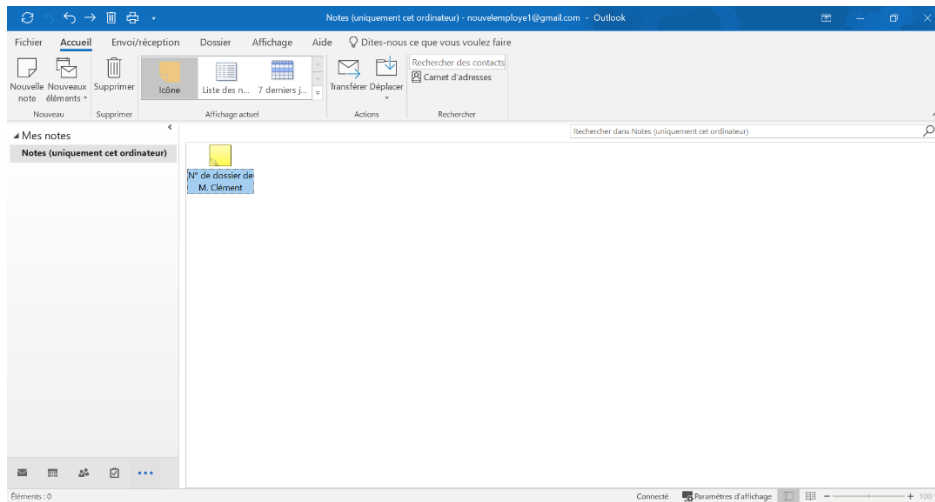 Notes (uniquement cet ordinateur) - nouvelemploye1@gmail.com - Outlook
Fichier Accueil Envoi/réception Dossier Affichage Aide Dites-nous ce que vous voulez faire
Nouvelle note
Nouveaux éléments
Supprimer
Icône
Liste des n...
7 derniers j...
Transférer
Déplacer
Rechercher des contacts
Carnet d'adresses
Nouveau Supprimer Affichage actuel Actions Rechercher
Mes notes
Rechercher dans Notes (uniquement cet ordinateur)
Notes (uniquement cet ordinateur)
N° de dossier de
M. Clément
Éléments : 0
Connecté Paramètres d'affichage